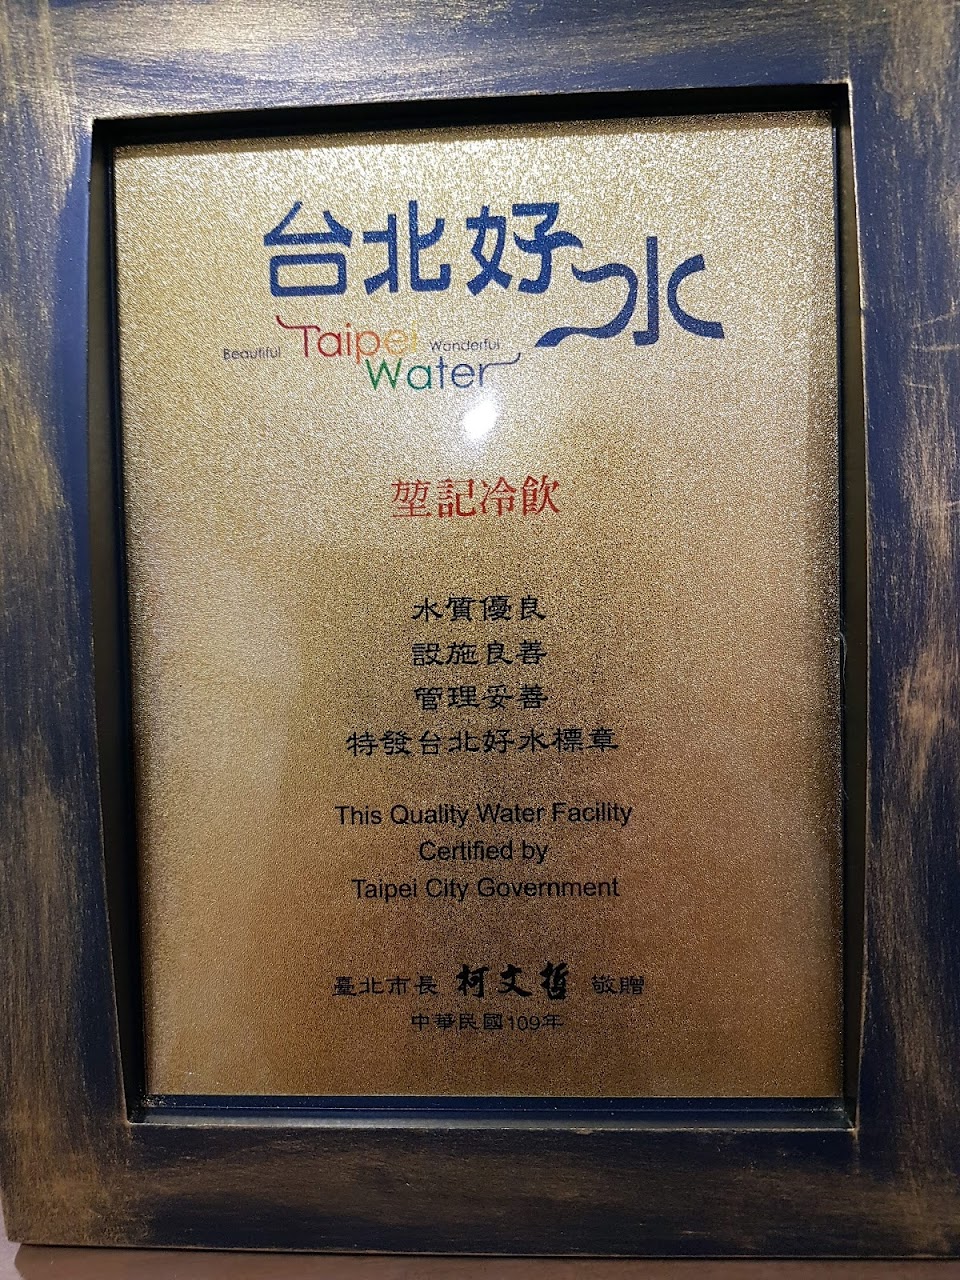 台北好水
Beautiful Taipei Wonderful
Water
堃記冷飲
水質優良
設施良善
管理妥善
特發台北好水標章
This Quality Water Facility
Certified by
Taipei City Government
臺北市長 柯文哲 敬贈
中華民國109年